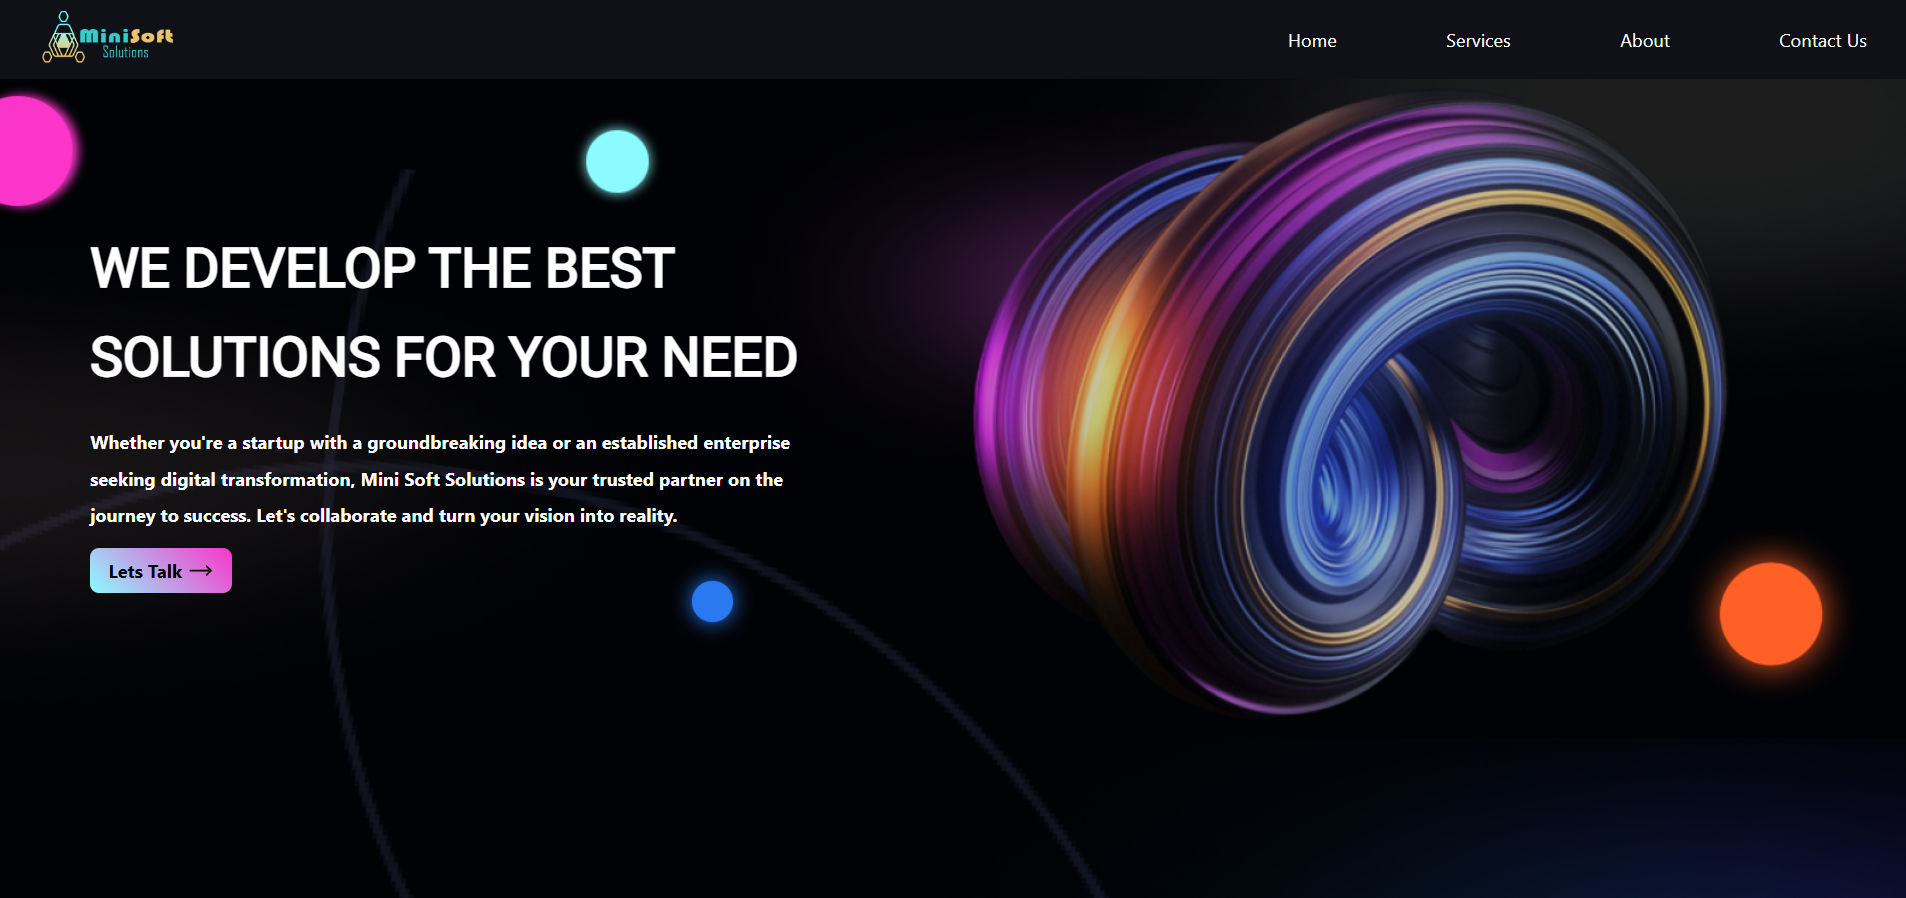 MiniSoft
Solutions
Home
Services
About
Contact Us
WE DEVELOP THE BEST
SOLUTIONS FOR YOUR NEED
Whether you're a startup with a groundbreaking idea or an established enterprise
seeking digital transformation, Mini Soft Solutions is your trusted partner on the
journey to success. Let's collaborate and turn your vision into reality.
Lets Talk